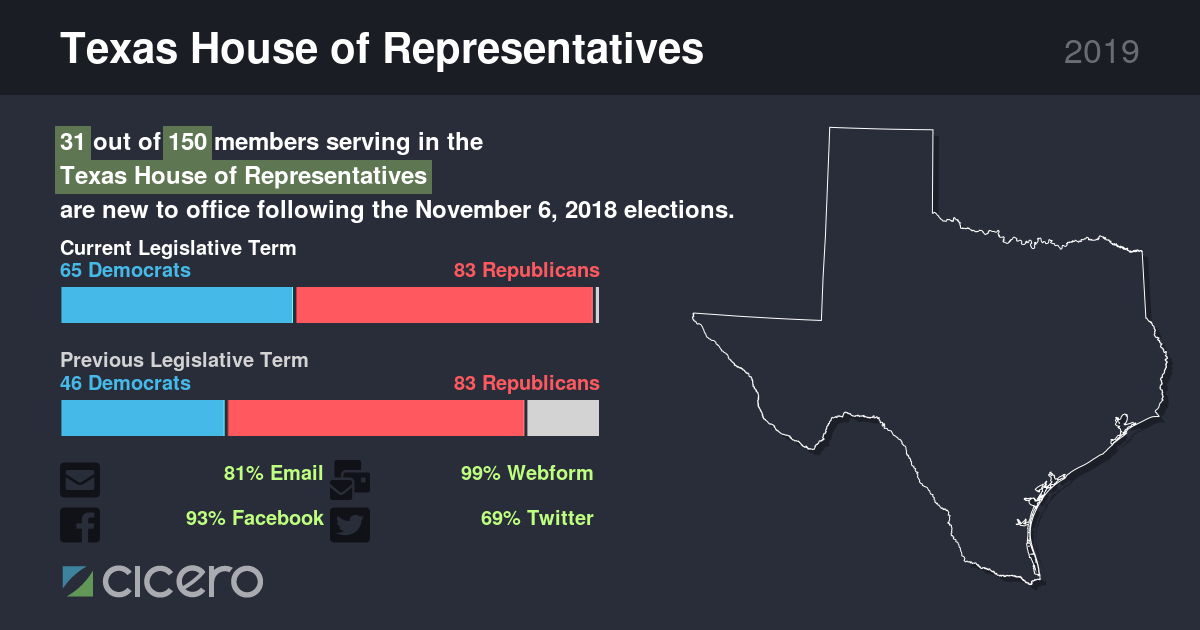 Texas House of Representatives
2019
31 out of 150 members serving in the
Texas House of Representatives
are new to office following the November 6, 2018 elections.
Current Legislative Term
65 Democrats 83 Republicans
Previous Legislative Term
46 Democrats 83 Republicans
81% Email 99% Webform
93% Facebook 69% Twitter
cicero